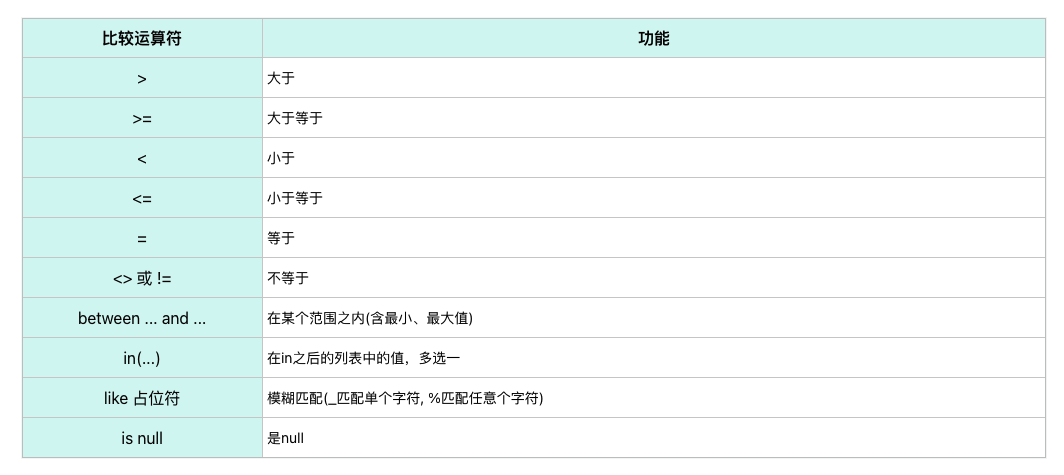 比较运算符 功能
> 大于
>= 大于等于
< 小于
<= 小于等于
= 等于
<> 或 != 不等于
between ... and ... 在某个范围之内(含最小、最大值)
in(...) 在in之后的列表中的值，多选一
like 占位符 模糊匹配(_匹配单个字符, %匹配任意个字符)
is null 是null